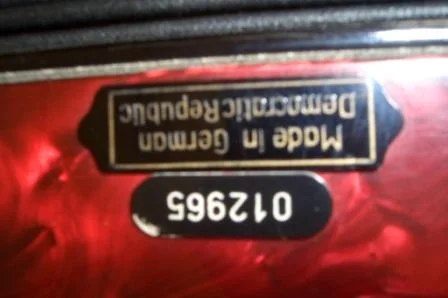 Made in German
Democratic Republic
012965